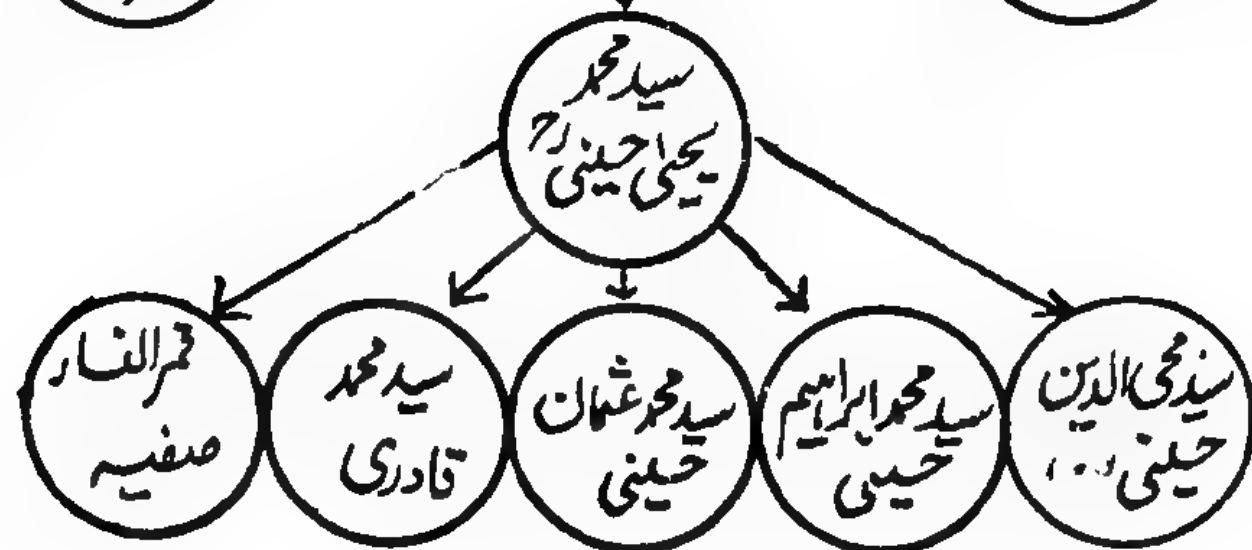 سید محمد
یحیٰی حسینی رح
سید محی الدین
حسینی
سید محمد ابراہیم
حسینی
سید محمد عثمان
حسینی
سید محمد
قادری
قمر النساء
صفیہ